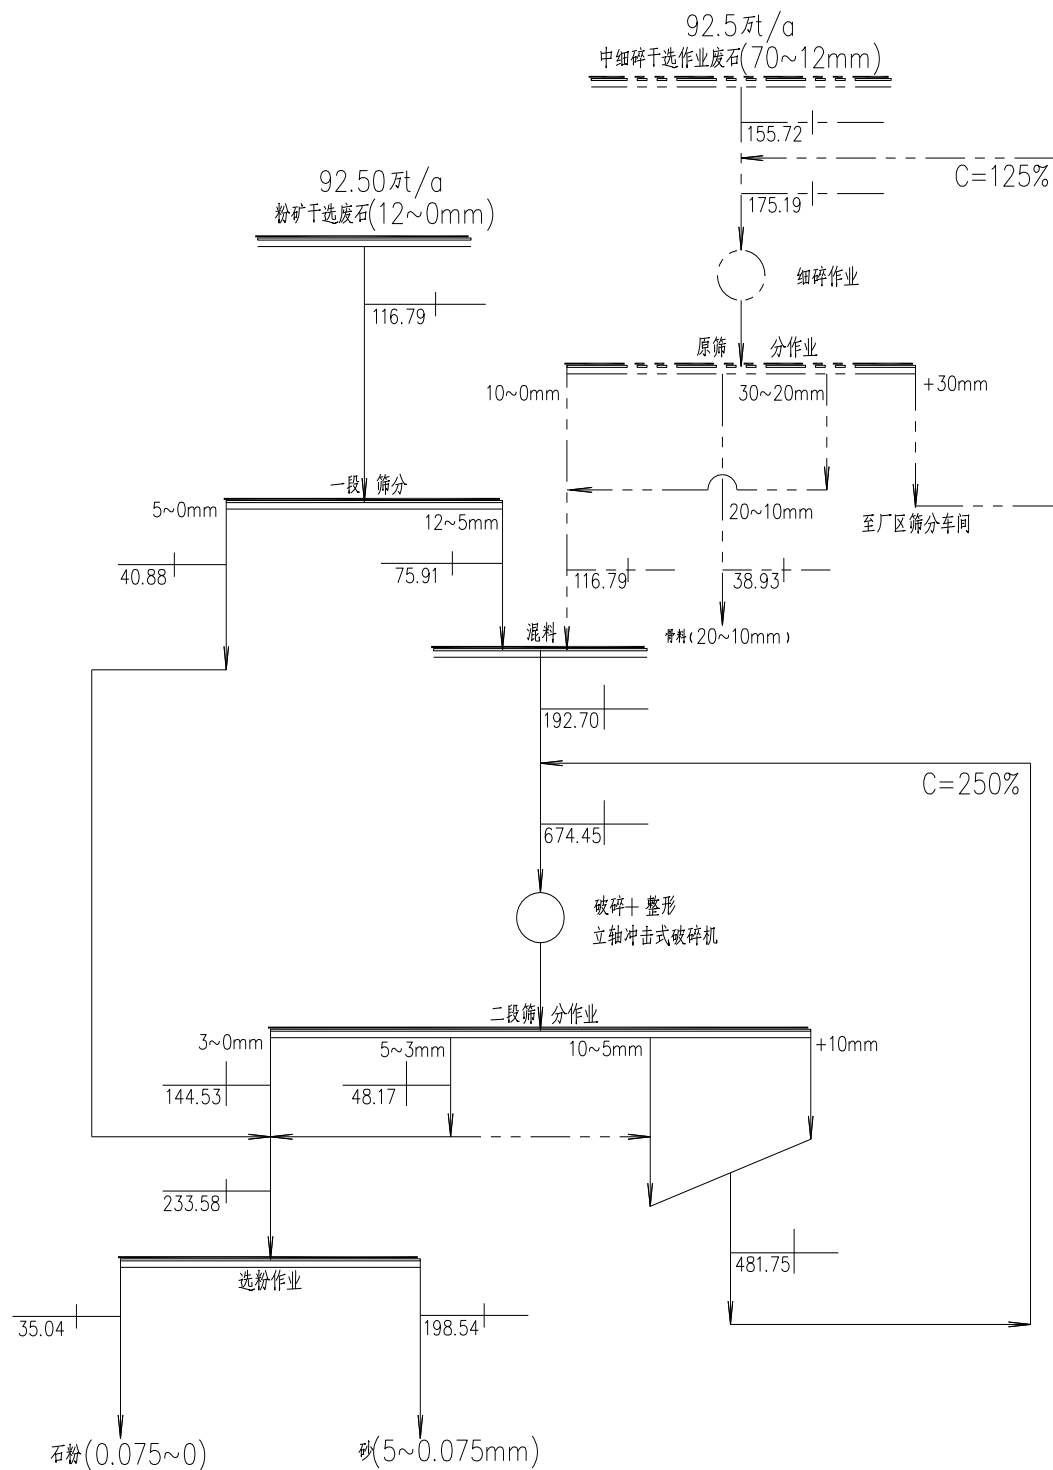 92.5万t/a
中细碎干选作业废石(70~12mm)
155.72
C=125%
175.19
92.50万t/a
粉矿干选废石(12~0mm)
细碎作业
116.79
原筛 分作业
10~0mm
30~20mm
+30mm
一段 筛分
5~0mm
12~5mm
20~10mm
至厂区筛分车间
40.88
75.91
116.79
38.93
混料
骨料(20~10mm)
192.70
C=250%
674.45
破碎+ 整形
立轴冲击式破碎机
二段筛 分作业
3~0mm
5~3mm
10~5mm
+10mm
144.53
48.17
233.58
481.75
选粉作业
35.04
198.54
石粉(0.075~0)
砂(5~0.075mm)